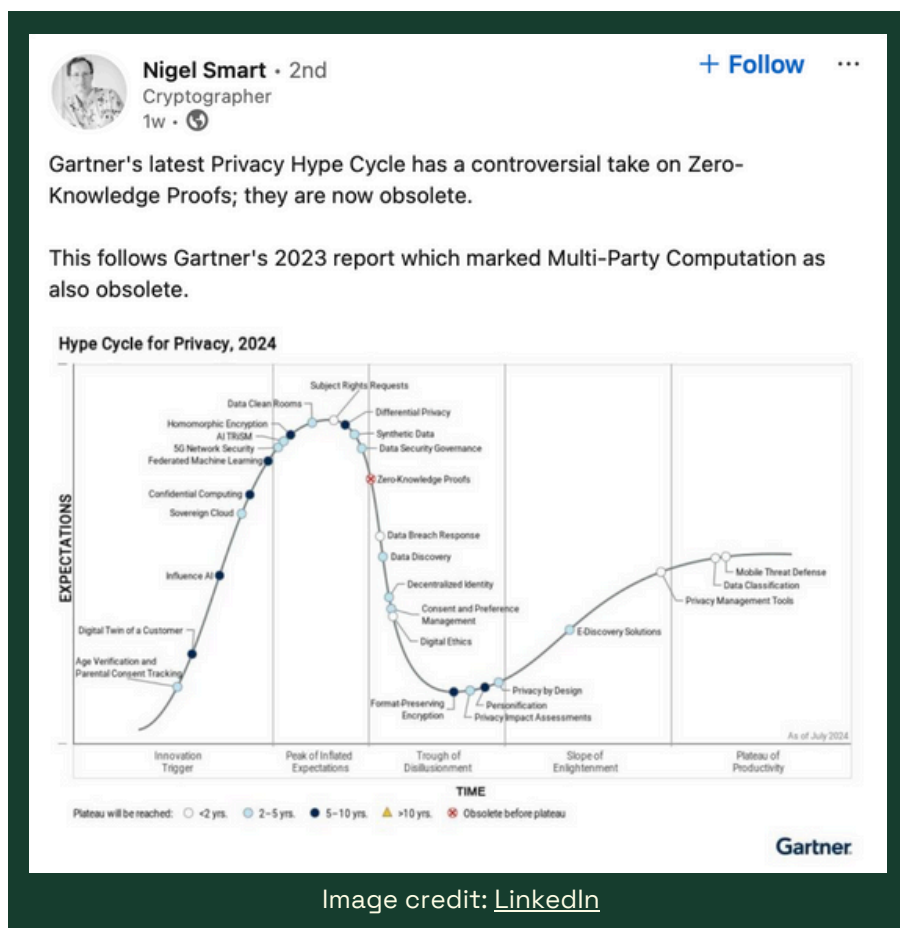 Nigel Smart • 2nd
+ Follow ...
Cryptographer
1w •
Gartner's latest Privacy Hype Cycle has a controversial take on Zero-
Knowledge Proofs; they are now obsolete.
This follows Gartner's 2023 report which marked Multi-Party Computation as
also obsolete.
Hype Cycle for Privacy, 2024
Subject Rights Requests
Data Clean Rooms
Differential Privacy
Homomorphic Encryption
AI TRiSM
Synthetic Data
5G Network Security
Data Security Governance
Federated Machine Learning
Zero-Knowledge Proofs
Confidential Computing
Sovereign Cloud
Data Breach Response
Data Discovery
Influence AI
Decentralized Identity
Consent and Preference
Management
Digital Ethics
Digital Twin of a Customer
Age Verification and
Parental Consent Tracking
Format-Preserving
Encryption
Privacy by Design
Personification
Privacy Impact Assessments
E-Discovery Solutions
Mobile Threat Defense
Data Classification
Privacy Management Tools
EXPECTATIONS
As of July 2024
Innovation
Trigger
Peak of Inflated
Expectations
Trough of
Disillusionment
Slope of
Enlightenment
Plateau of
Productivity
TIME
Plateau will be reached: <2 yrs. 2–5 yrs. 5–10 yrs. >10 yrs. Obsolete before plateau
Gartner.
Image credit: LinkedIn